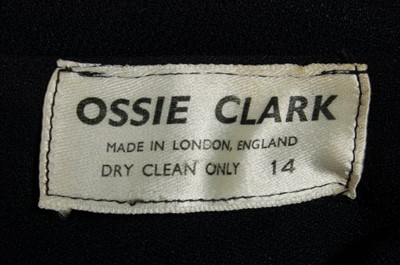 OSSIE CLARK
MADE IN LONDON, ENGLAND
DRY CLEAN ONLY 14